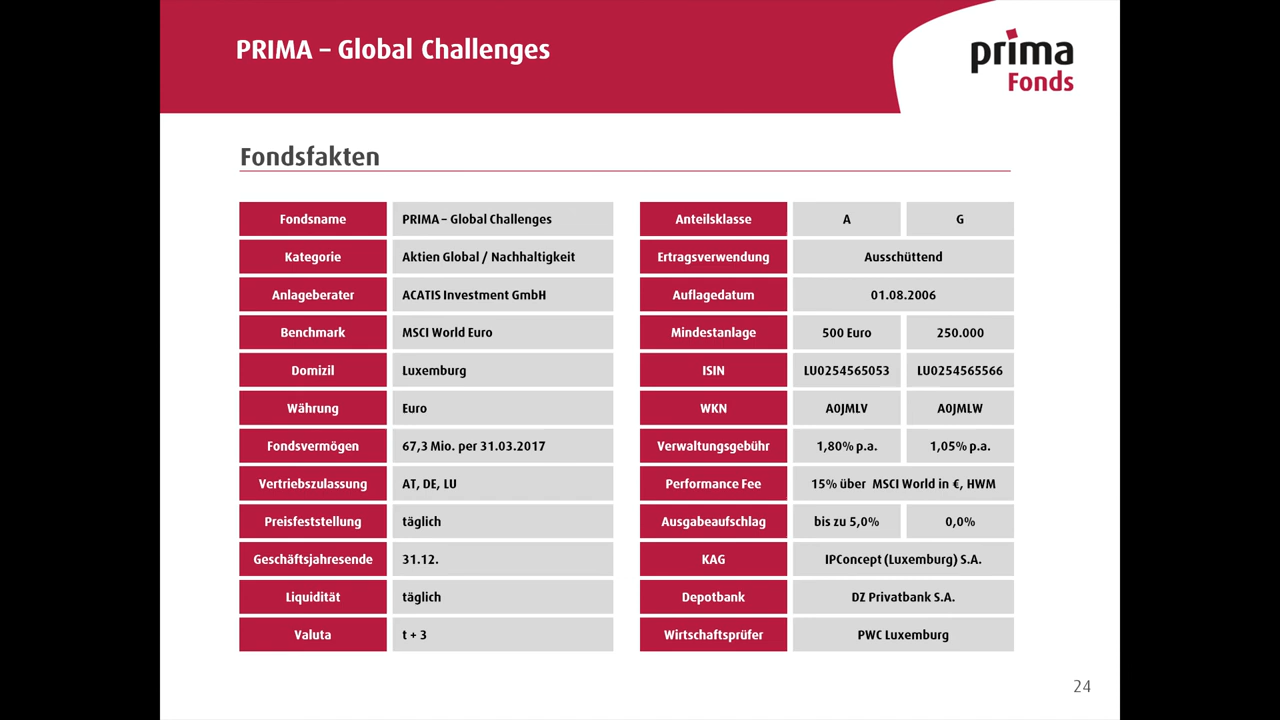 PRIMA – Global Challenges
prima
Fonds
Fondsfakten
Fondsname PRIMA – Global Challenges
Kategorie Aktien Global / Nachhaltigkeit
Anlageberater ACATIS Investment GmbH
Benchmark MSCI World Euro
Domizil Luxemburg
Währung Euro
Fondsvermögen 67,3 Mio. per 31.03.2017
Vertriebszulassung AT, DE, LU
Preisfeststellung täglich
Geschäftsjahresende 31.12.
Liquidität täglich
Valuta t + 3
Anteilsklasse A G
Ertragsverwendung Ausschüttend
Auflagedatum 01.08.2006
Mindestanlage 500 Euro 250.000
ISIN LU0254565053 LU0254565566
WKN A0JMLV A0JMLW
Verwaltungsgebühr 1,80% p.a. 1,05% p.a.
Performance Fee 15% über MSCI World in €, HWM
Ausgabeaufschlag bis zu 5,0% 0,0%
KAG IPConcept (Luxemburg) S.A.
Depotbank DZ Privatbank S.A.
Wirtschaftsprüfer PWC Luxemburg
24